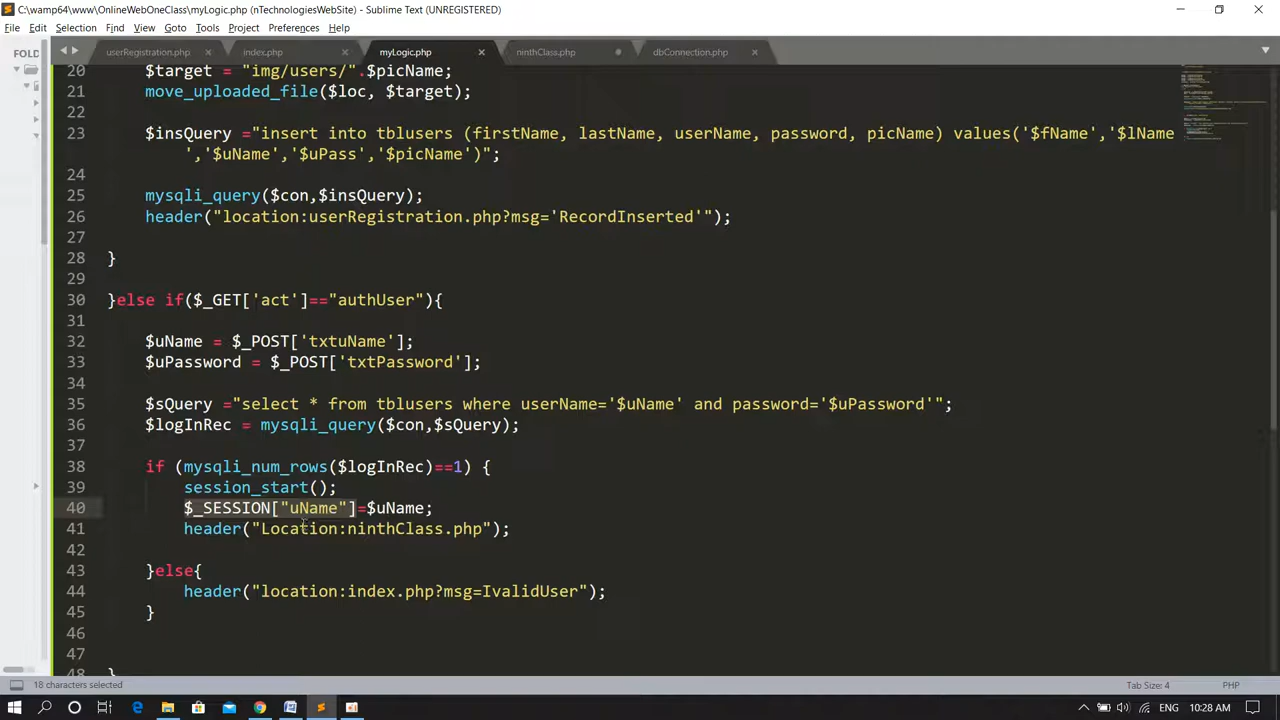 C:\wamp64\www\OnlineWebOneClass\myLogic.php (nTechnologiesWebSite) - Sublime Text (UNREGISTERED)
File Edit Selection Find View Goto Tools Project Preferences Help
FOLD userRegistration.php index.php myLogic.php ninthClass.php dbConnection.php
20 $target = "img/users/".$picName;
21 move_uploaded_file($loc, $target);
22
23 $insQuery ="insert into tblusers (firstName, lastName, userName, password, picName) values('$fName','$lName
','$uName','$uPass','$picName')";
24
25 mysqli_query($con,$insQuery);
26 header("location:userRegistration.php?msg='RecordInserted'");
27
28 }
29
30 }else if($_GET['act']=="authUser"){
31
32 $uName = $_POST['txtuName'];
33 $uPassword = $_POST['txtPassword'];
34
35 $sQuery ="select * from tblusers where userName='$uName' and password='$uPassword'";
36 $logInRec = mysqli_query($con,$sQuery);
37
38 if (mysqli_num_rows($logInRec)==1) {
39 session_start();
40 $_SESSION["uName"]=$uName;
41 header("Location:ninthClass.php");
42
43 }else{
44 header("location:index.php?msg=IvalidUser");
45 }
46
47
48 }
18 characters selected Tab Size: 4 PHP
ENG 10:28 AM